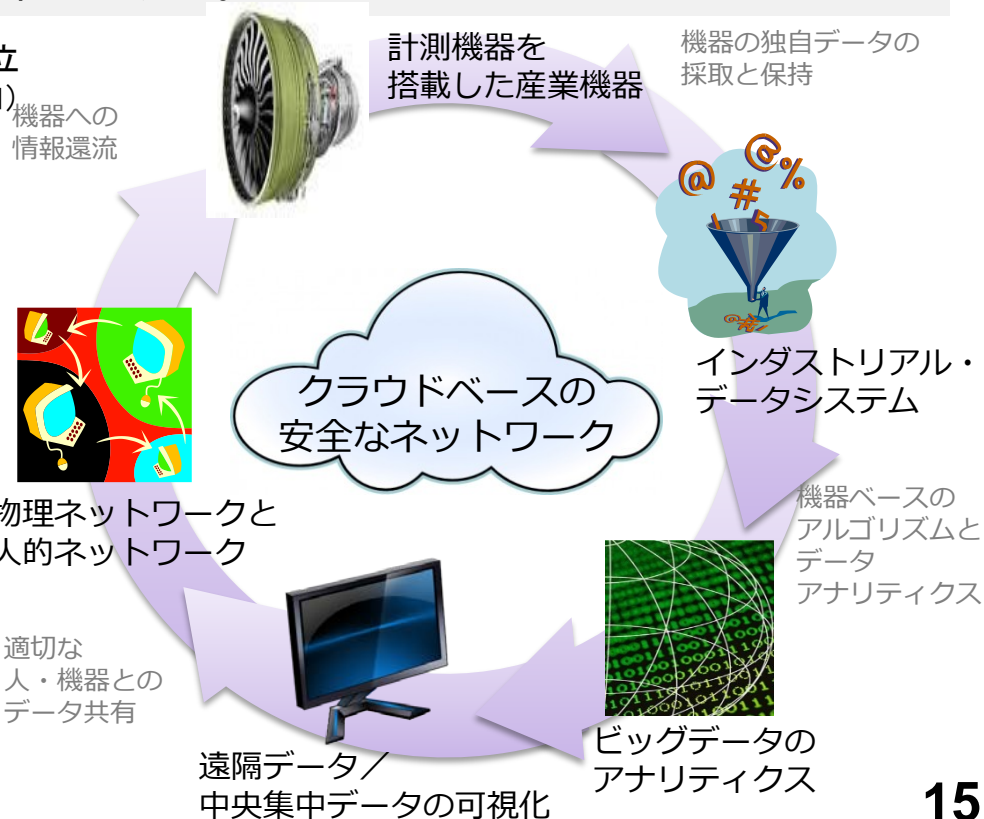 立
計測機器を
搭載した産業機器
機器の独自データの
採取と保持
機器への
情報還流
@
@
%
#
5
クラウドベースの
安全なネットワーク
インダストリアル・
データシステム
物理ネットワークと
人的ネットワーク
機器ベースの
アルゴリズムと
データ
アナリティクス
適切な
人・機器との
データ共有
遠隔データ／
中央集中データの可視化
ビッグデータの
アナリティクス
15